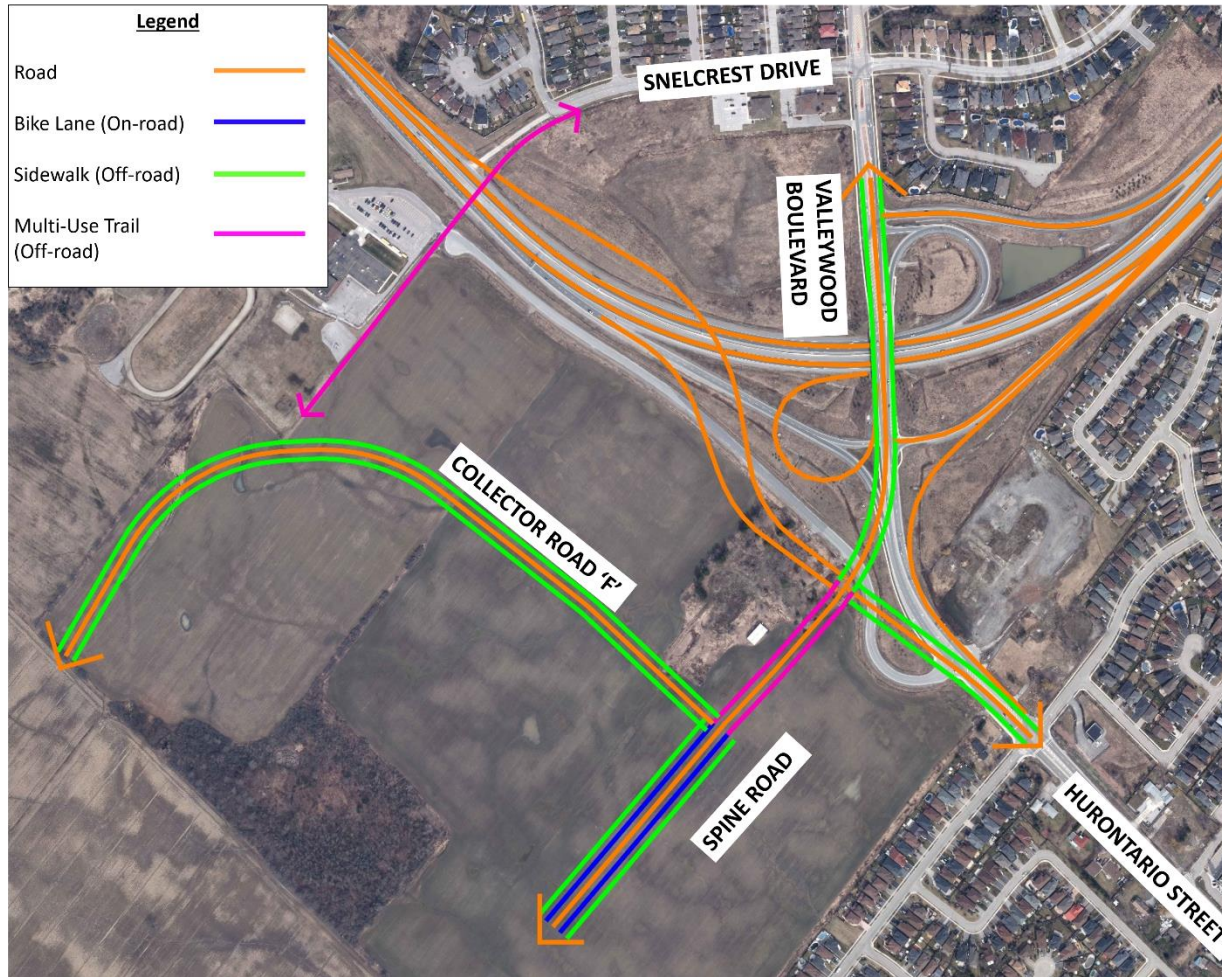 Legend
Road
Bike Lane (On-road)
Sidewalk (Off-road)
Multi-Use Trail
(Off-road)
SNELCREST DRIVE
VALLEYWOOD
BOULEVARD
COLLECTOR ROAD 'F'
SPINE ROAD
HURONTARIO STREET